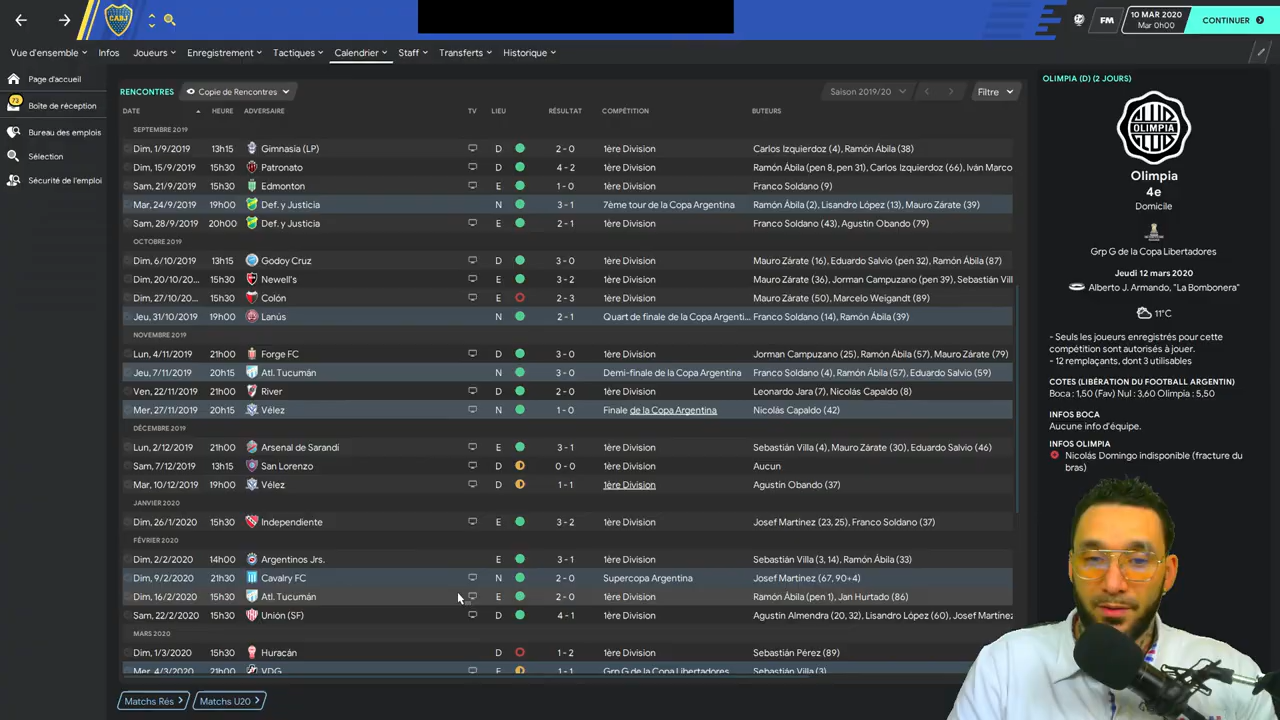 CABJ
FM
10 MAR 2020
Mar 0h00
CONTINUER
Vue d'ensemble Infos Joueurs Enregistrement Tactiques Calendrier Staff Transferts Historique
Page d'accueil
73
Boîte de réception
Bureau des emplois
Sélection
Sécurité de l'emploi
RENCONTRES Copie de Rencontres Saison 2019/20 Filtre
DATE HEURE ADVERSAIRE TV LIEU RÉSULTAT COMPÉTITION BUTEURS
SEPTEMBRE 2019
Dim, 1/9/2019 13h15 Gimnasia (LP) D 2 - 0 1ère Division Carlos Izquierdoz (4), Ramón Ábila (38)
Dim, 15/9/2019 15h30 Patronato D 4 - 2 1ère Division Ramón Ábila (pen 8, pen 31), Carlos Izquierdoz (66), Iván Marco
Sam, 21/9/2019 15h30 Edmonton E 1 - 0 1ère Division Franco Soldano (9)
Mar, 24/9/2019 19h00 Def. y Justicia N 3 - 1 7ème tour de la Copa Argentina Ramón Ábila (2), Lisandro López (13), Mauro Zárate (39)
Sam, 28/9/2019 20h00 Def. y Justicia E 2 - 1 1ère Division Franco Soldano (43), Agustín Obando (79)
OCTOBRE 2019
Dim, 6/10/2019 13h15 Godoy Cruz D 3 - 0 1ère Division Mauro Zárate (16), Eduardo Salvio (pen 32), Ramón Ábila (87)
Dim, 20/10/20... 15h30 Newell's E 3 - 2 1ère Division Mauro Zárate (36), Jorman Campuzano (pen 39), Sebastián Vill
Dim, 27/10/20... 15h30 Colón E 2 - 3 1ère Division Mauro Zárate (50), Marcelo Weigandt (89)
Jeu, 31/10/2019 19h00 Lanús N 2 - 1 Quart de finale de la Copa Argenti... Franco Soldano (14), Ramón Ábila (39)
NOVEMBRE 2019
Lun, 4/11/2019 21h00 Forge FC D 3 - 0 1ère Division Jorman Campuzano (25), Ramón Ábila (57), Mauro Zárate (79)
Jeu, 7/11/2019 20h15 Atl. Tucumán N 3 - 0 Demi-finale de la Copa Argentina Franco Soldano (4), Ramón Ábila (57), Eduardo Salvio (59)
Ven, 22/11/2019 21h00 River D 2 - 0 1ère Division Leonardo Jara (7), Nicolás Capaldo (8)
Mer, 27/11/2019 20h15 Vélez N 1 - 0 Finale de la Copa Argentina Nicolás Capaldo (42)
DÉCEMBRE 2019
Lun, 2/12/2019 21h00 Arsenal de Sarandí E 3 - 1 1ère Division Sebastián Villa (4), Mauro Zárate (30), Eduardo Salvio (46)
Sam, 7/12/2019 13h15 San Lorenzo D 0 - 0 1ère Division Aucun
Mar, 10/12/2019 19h00 Vélez D 1 - 1 1ère Division Agustín Obando (37)
JANVIER 2020
Dim, 26/1/2020 15h30 Independiente E 3 - 2 1ère Division Josef Martínez (23, 25), Franco Soldano (37)
FÉVRIER 2020
Dim, 2/2/2020 14h00 Argentinos Jrs. E 3 - 1 1ère Division Sebastián Villa (3, 14), Ramón Ábila (33)
Dim, 9/2/2020 21h30 Cavalry FC N 2 - 0 Supercopa Argentina Josef Martínez (67, 90+4)
Dim, 16/2/2020 15h30 Atl. Tucumán E 2 - 0 1ère Division Ramón Ábila (pen 1), Jan Hurtado (86)
Sam, 22/2/2020 15h30 Unión (SF) D 4 - 1 1ère Division Agustín Almendra (20, 32), Lisandro López (60), Josef Martínez
MARS 2020
Dim, 1/3/2020 15h30 Huracán D 1 - 2 1ère Division Sebastián Pérez (89)
Mer, 4/3/2020 21h00 VDG E 1 - 1 Grp G de la Copa Libertadores Sebastián Villa (3)
Matchs Rés Matchs U20
OLIMPIA (D) (2 JOURS)
OLIMPIA
Olimpia
4e
Domicile
Grp G de la Copa Libertadores
Jeudi 12 mars 2020
Alberto J. Armando, "La Bombonera"
11°C
- Seuls les joueurs enregistrés pour cette
compétition sont autorisés à jouer.
- 12 remplaçants, dont 3 utilisables
COTES (LIBÉRATION DU FOOTBALL ARGENTIN)
Boca : 1,50 (Fav) Nul : 3,60 Olimpia : 5,50
INFOS BOCA
Aucune info d'équipe.
INFOS OLIMPIA
Nicolás Domingo indisponible (fracture du
bras)